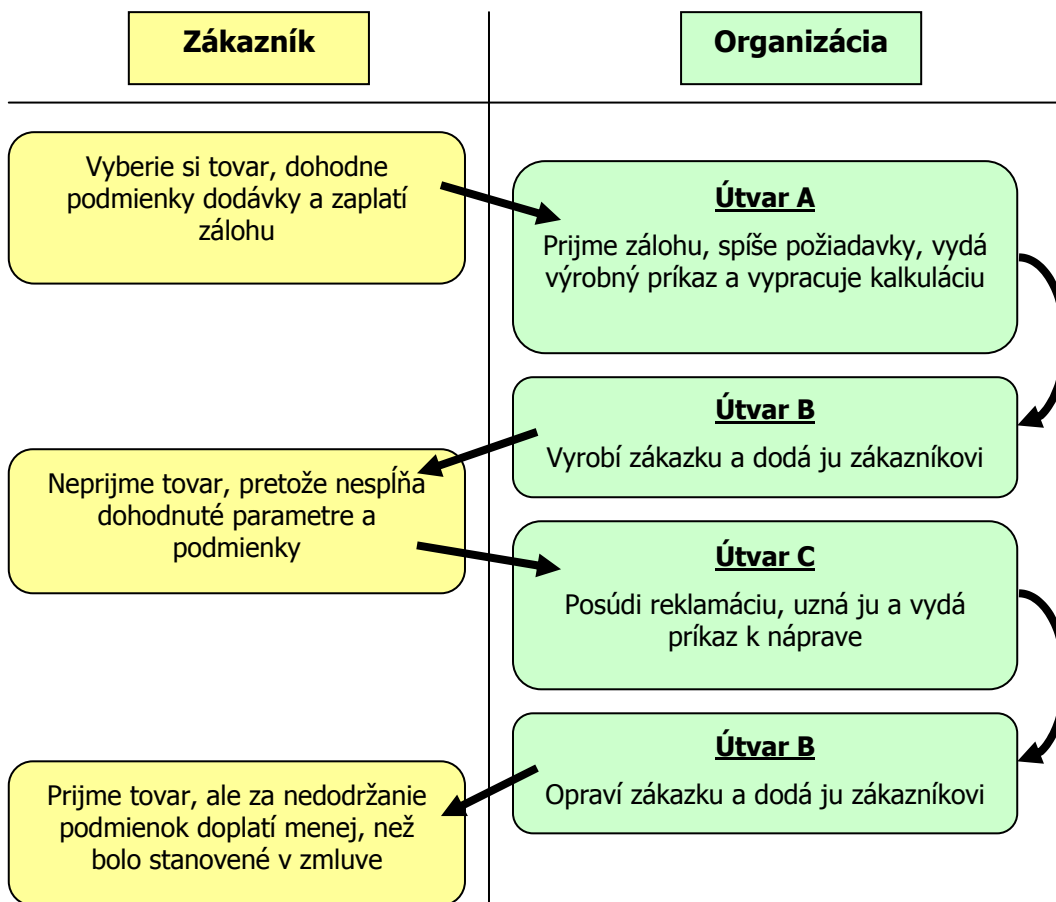 Zákazník
Organizácia
Vyberie si tovar, dohodne
podmienky dodávky a zaplatí
zálohu
Útvar A
Prijme zálohu, spíše požiadavky, vydá
výrobný príkaz a vypracuje kalkuláciu
Útvar B
Vyrobí zákazku a dodá ju zákazníkovi
Neprijme tovar, pretože nespĺňa
dohodnuté parametre a
podmienky
Útvar C
Posúdi reklamáciu, uzná ju a vydá
príkaz k náprave
Útvar B
Opraví zákazku a dodá ju zákazníkovi
Prijme tovar, ale za nedodržanie
podmienok doplatí menej, než
bolo stanovené v zmluve